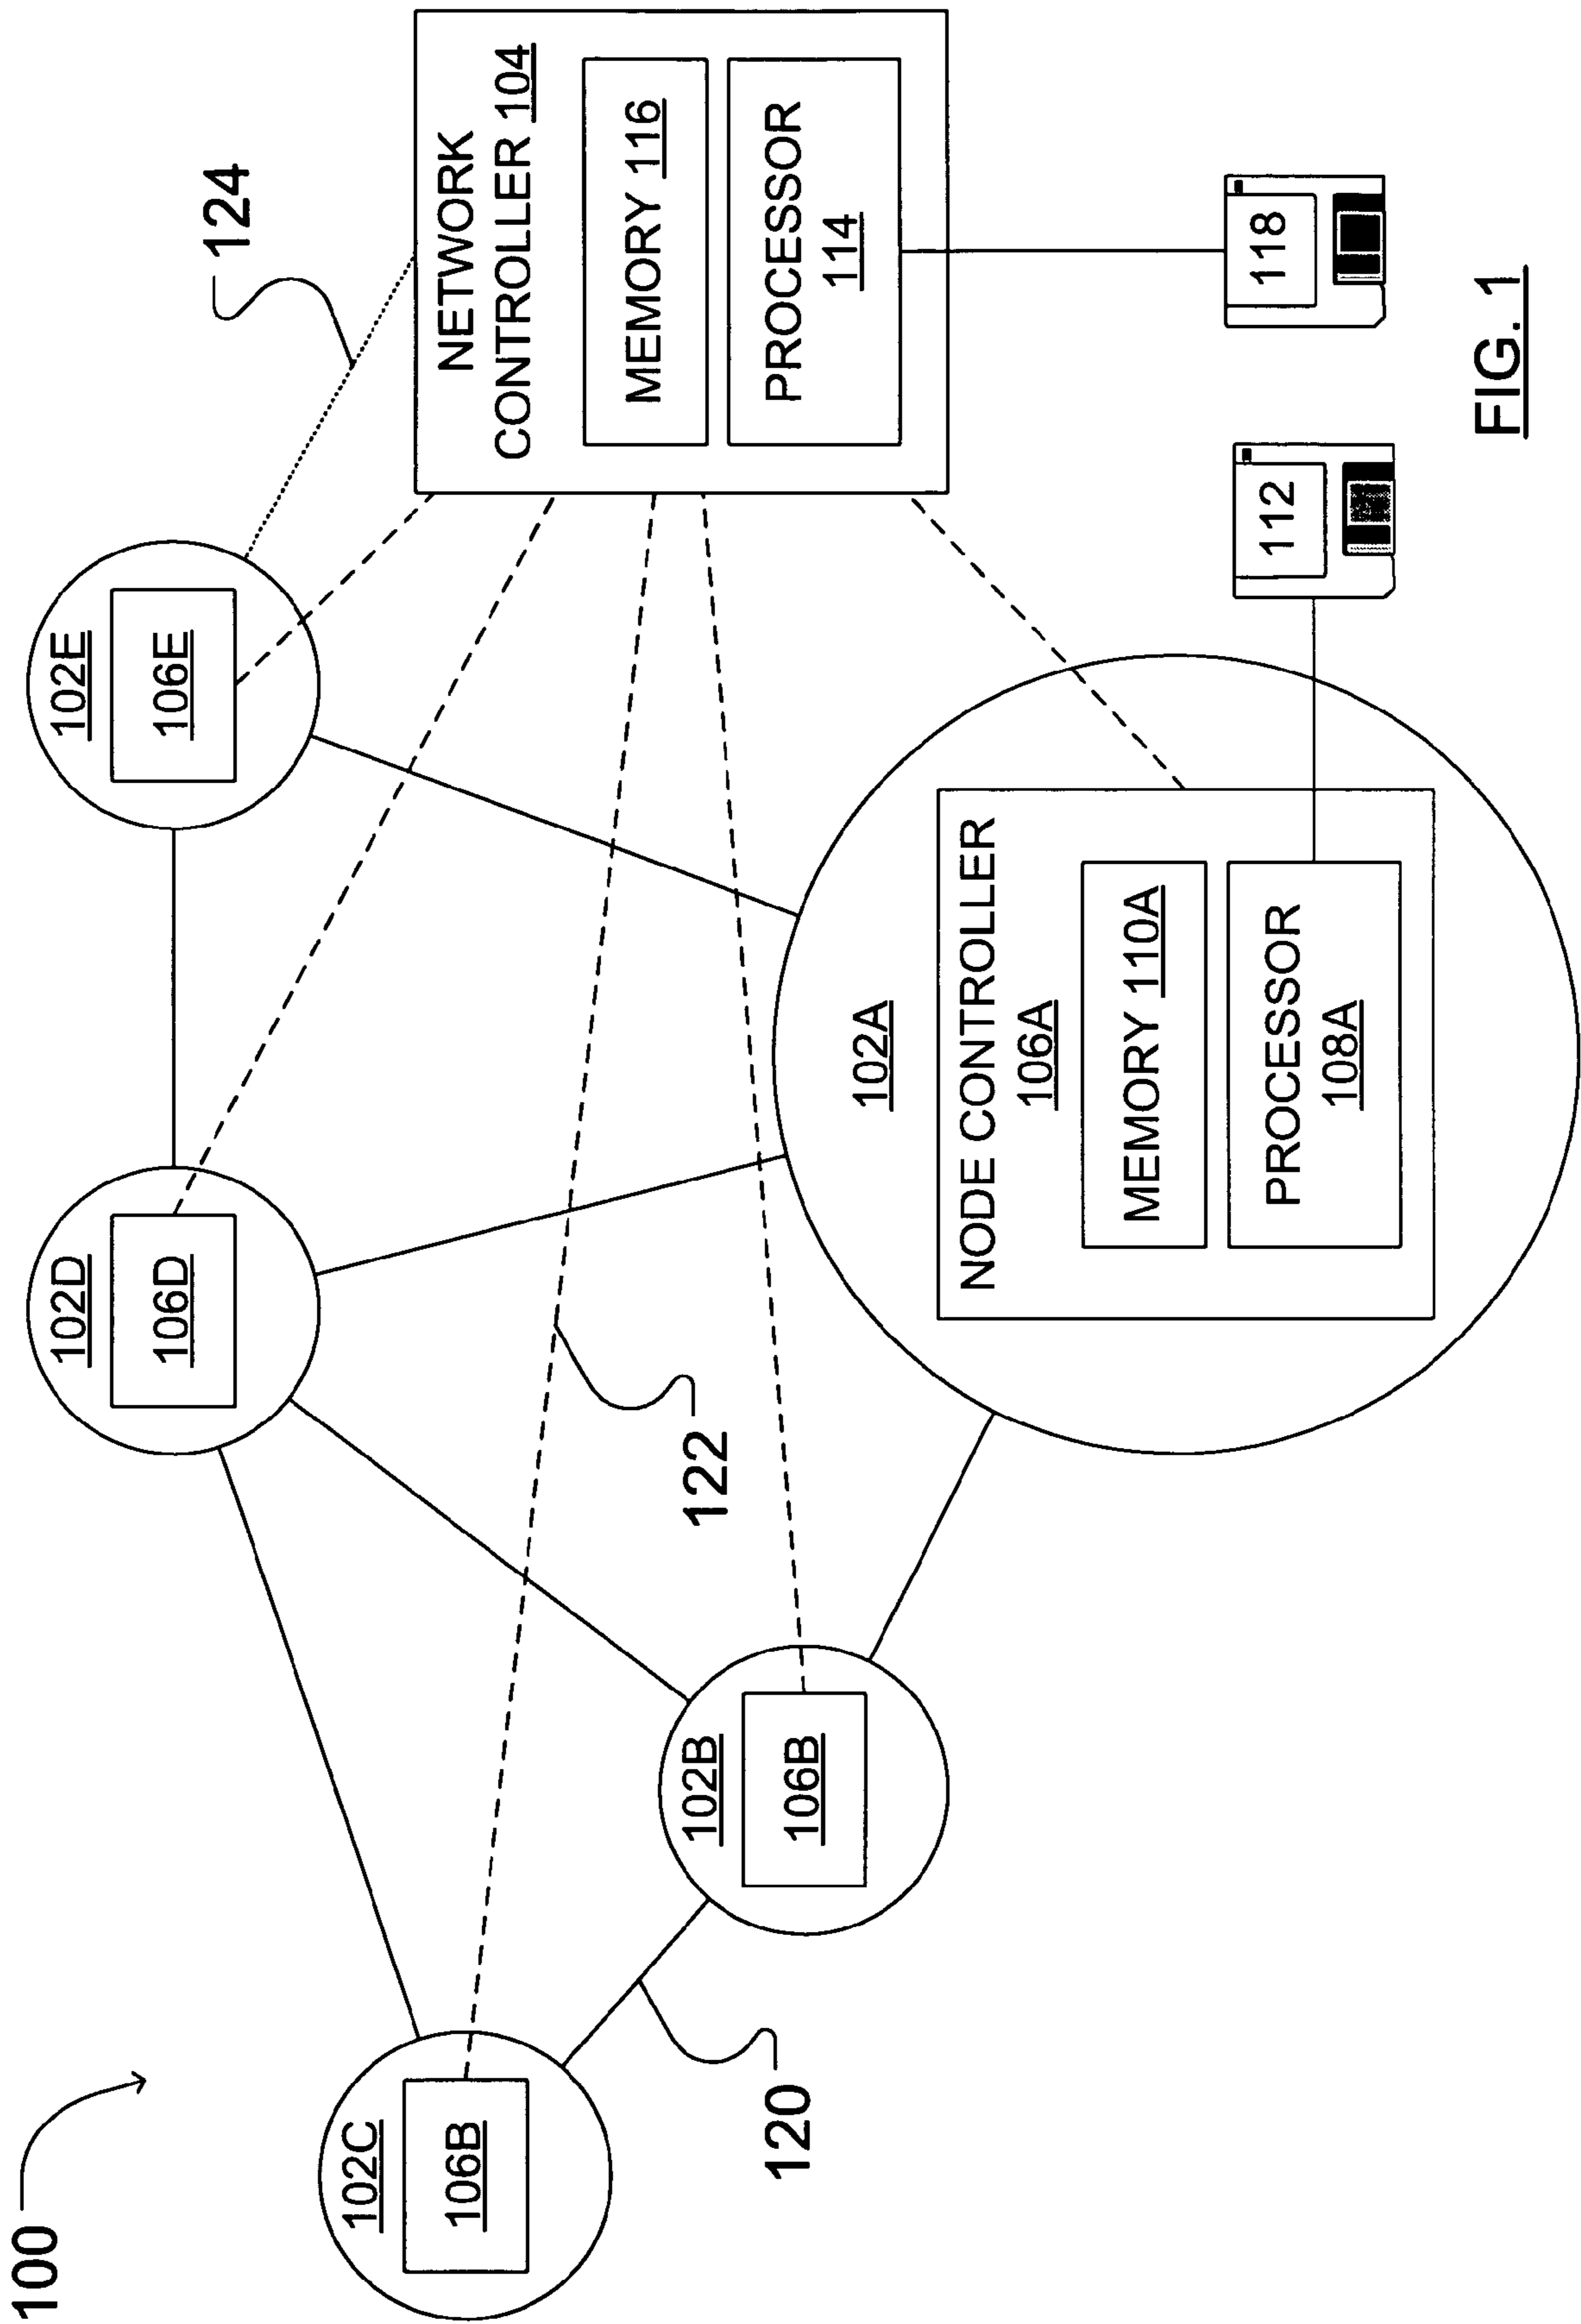 100
124
102E
106E
NETWORK
CONTROLLER 104
MEMORY 116
PROCESSOR
114
102D
106D
102C
106B
122
120
102B
106B
102A
NODE CONTROLLER
106A
MEMORY 110A
PROCESSOR
108A
112
118
FIG. 1